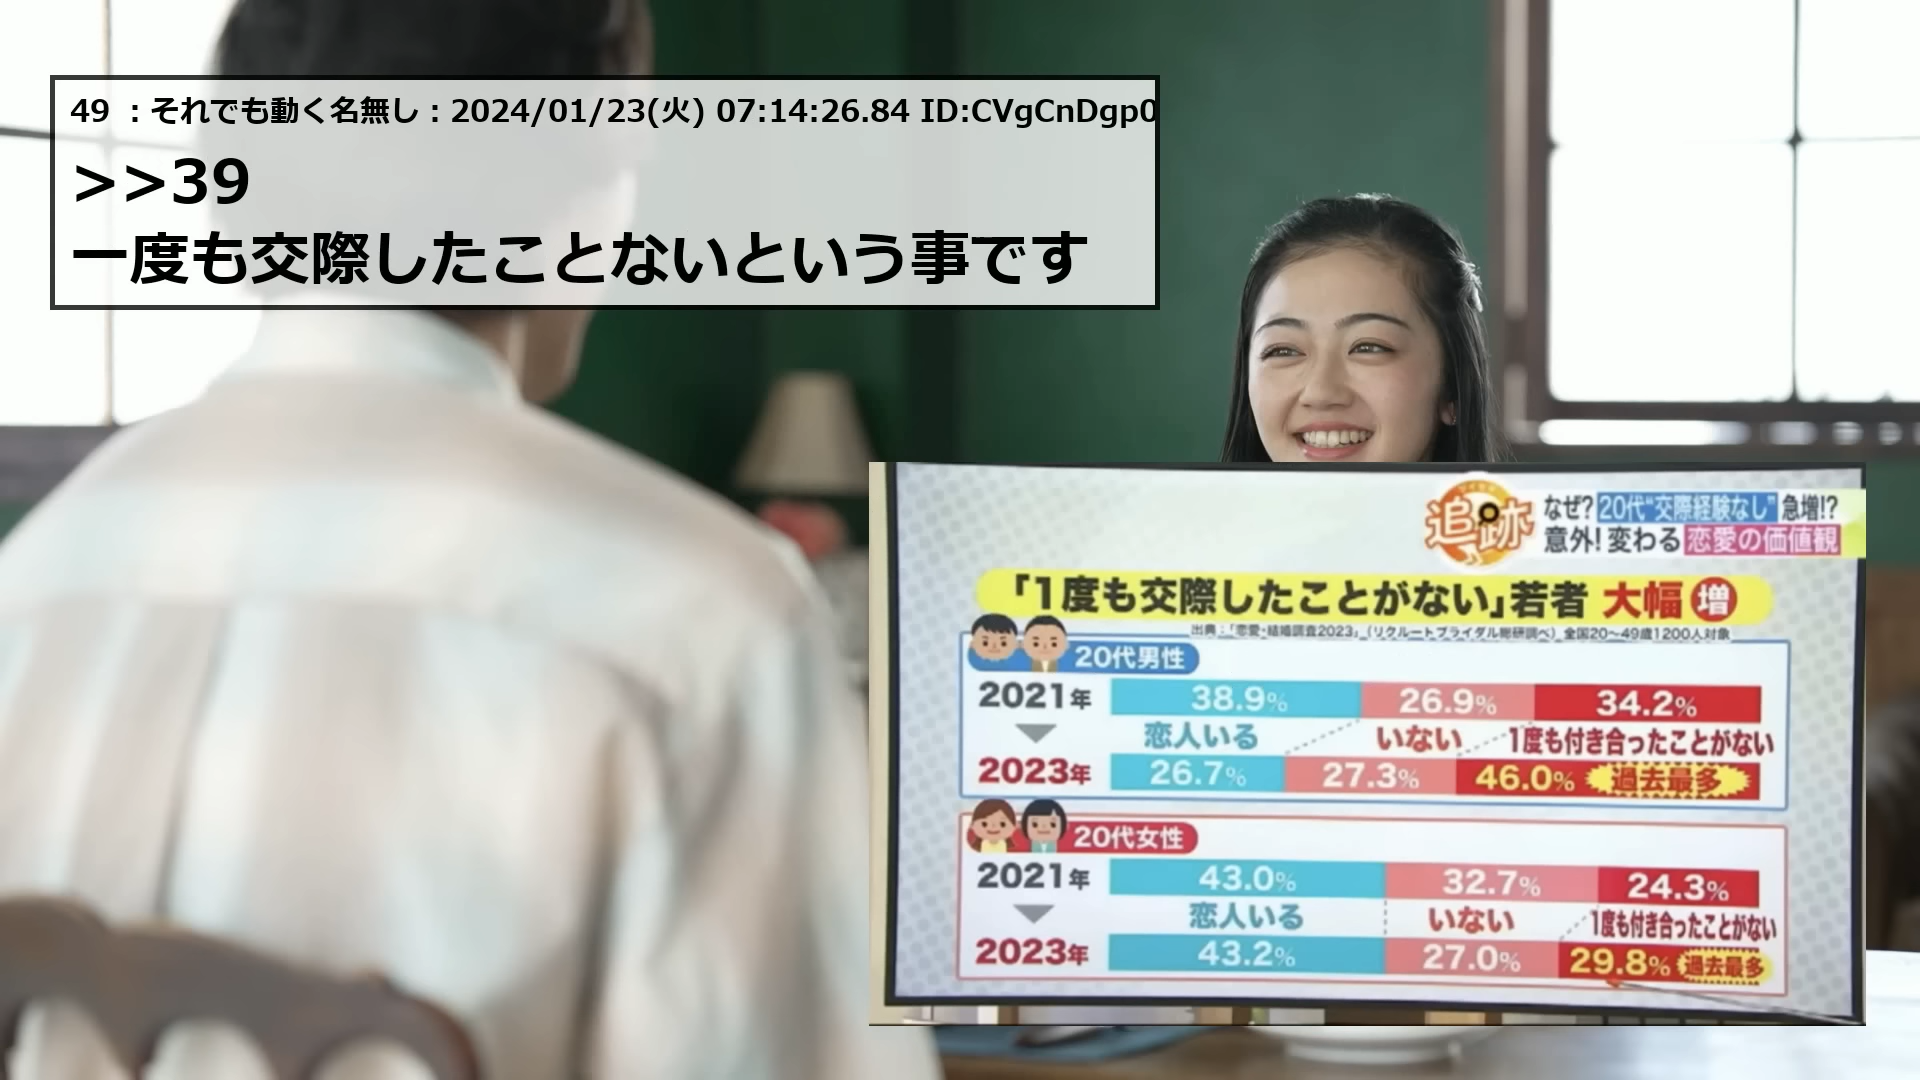 49 ：それでも動く名無し：2024/01/23(火) 07:14:26.84 ID:CVgCnDgp0
>>39
一度も交際したことないという事です
追跡
なぜ?20代“交際経験なし”急増!?
意外!変わる恋愛の価値観
「1度も交際したことがない」若者 大幅増
出典:「恋愛・結婚調査2023」(リクルートブライダル総研調べ) 全国20～49歳1200人対象
20代男性
2021年 38.9% 26.9% 34.2%
恋人いる いない 1度も付き合ったことがない
2023年 26.7% 27.3% 46.0% 過去最多
20代女性
2021年 43.0% 32.7% 24.3%
恋人いる いない 1度も付き合ったことがない
2023年 43.2% 27.0% 29.8% 過去最多